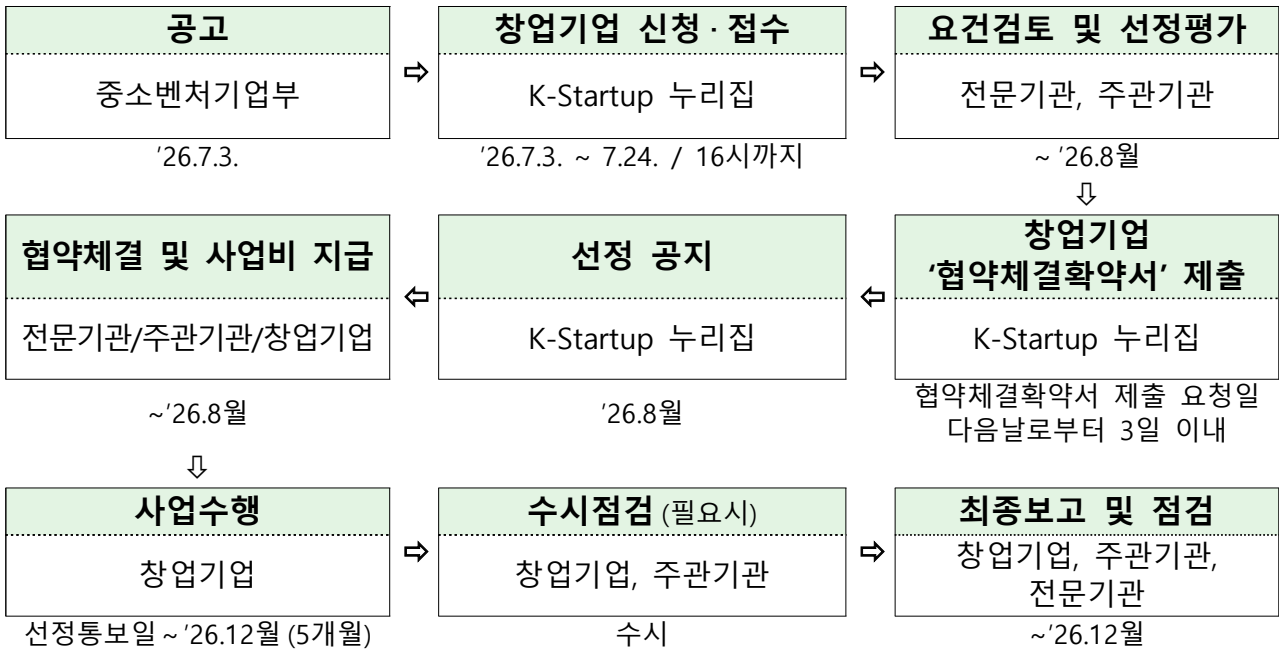 공고
중소벤처기업부
'26.7.3.
⇨
창업기업 신청 · 접수
K-Startup 누리집
'26.7.3. ~ 7.24. / 16시까지
⇨
요건검토 및 선정평가
전문기관, 주관기관
~ '26.8월
⇩
창업기업
'협약체결확약서' 제출
K-Startup 누리집
협약체결확약서 제출 요청일
다음날로부터 3일 이내
⇦
선정 공지
K-Startup 누리집
'26.8월
⇦
협약체결 및 사업비 지급
전문기관/주관기관/창업기업
~'26.8월
⇩
사업수행
창업기업
선정통보일 ~ '26.12월 (5개월)
⇨
수시점검 (필요시)
창업기업, 주관기관
수시
⇨
최종보고 및 점검
창업기업, 주관기관,
전문기관
~'26.12월